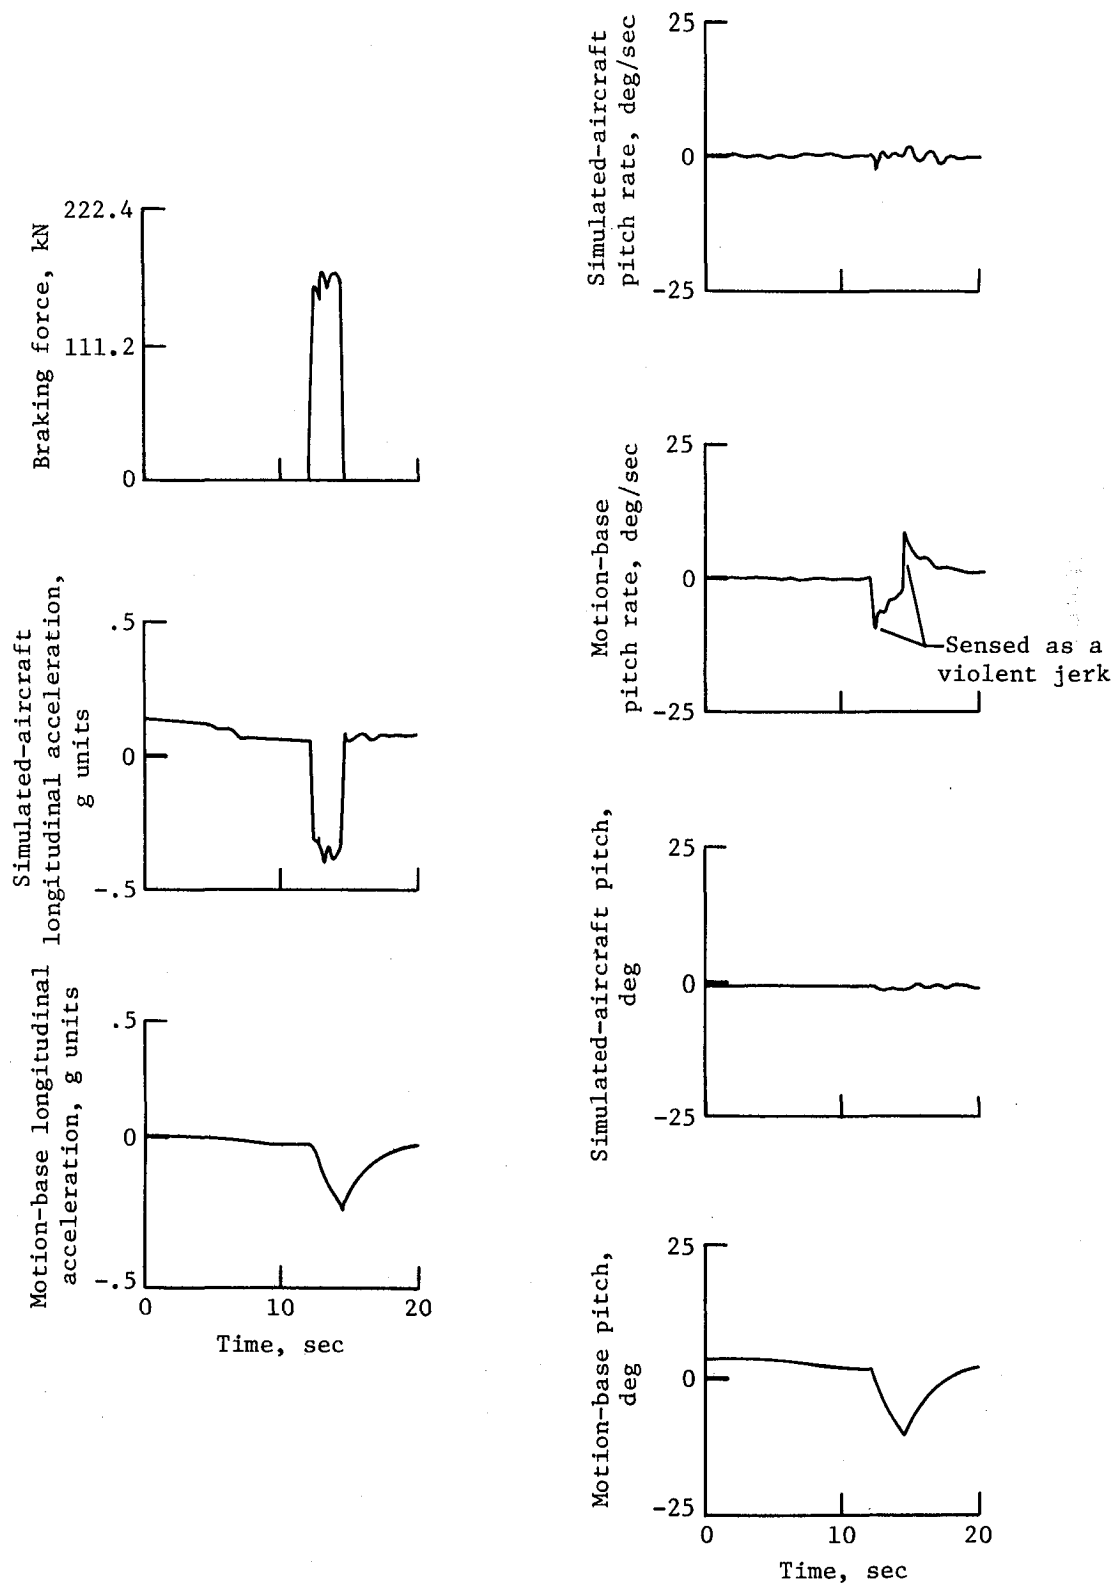 Braking force, kN
222.4
111.2
0
Simulated-aircraft
longitudinal acceleration,
g units
.5
0
-.5
Motion-base longitudinal
acceleration, g units
.5
0
-.5
0 10 20
Time, sec
Simulated-aircraft
pitch rate, deg/sec
25
0
-25
Motion-base
pitch rate, deg/sec
25
0
-25
Sensed as a
violent jerk
Simulated-aircraft pitch,
deg
25
0
-25
Motion-base pitch,
deg
25
0
-25
0 10 20
Time, sec